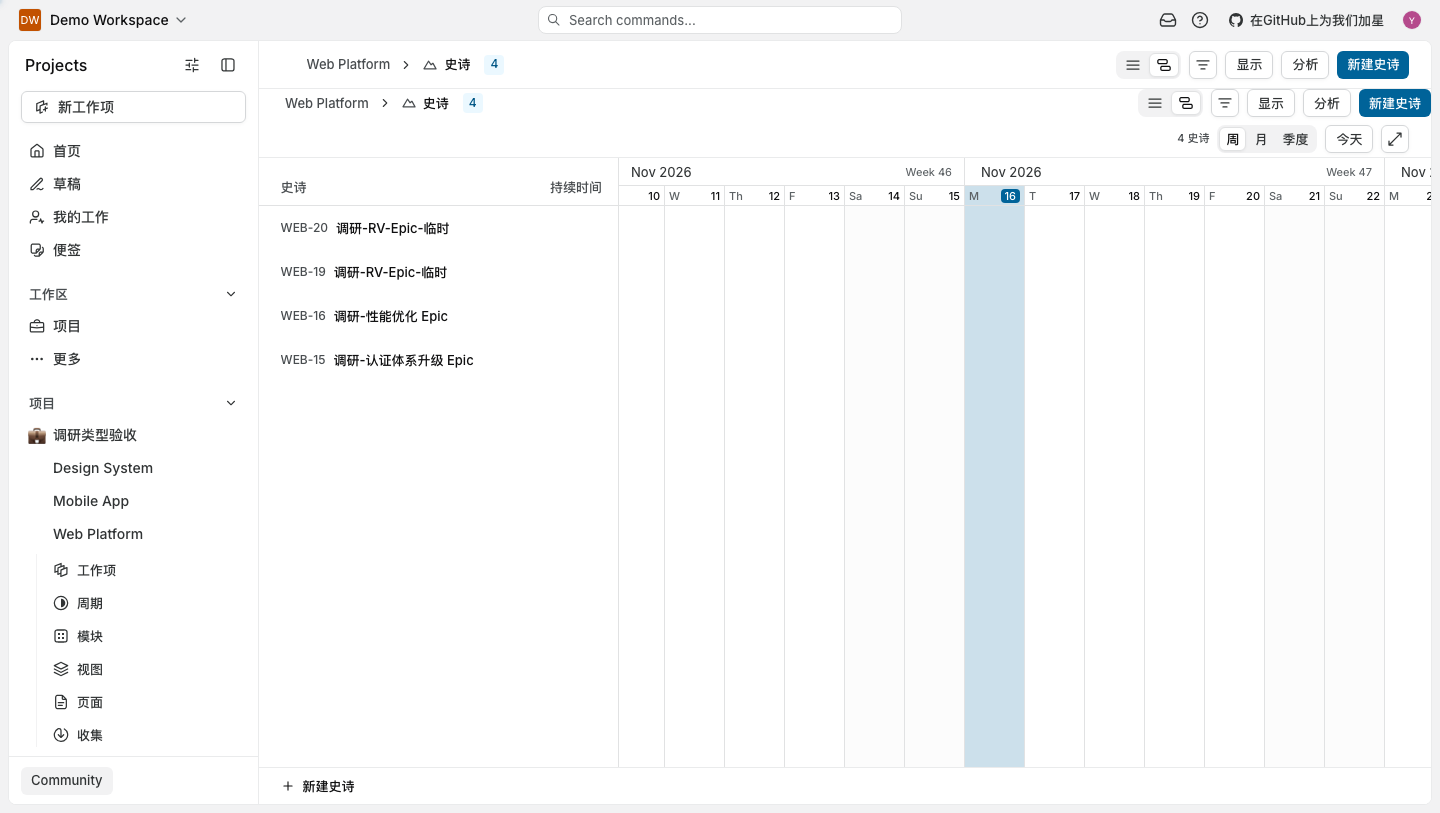 DW Demo Workspace
Search commands...
在GitHub上为我们加星
Y
Projects
新工作项
首页
草稿
我的工作
便签
工作区
项目
更多
项目
调研类型验收
Design System
Mobile App
Web Platform
工作项
周期
模块
视图
页面
收集
Community
Web Platform 史诗 4
显示 分析 新建史诗
Web Platform 史诗 4
显示 分析 新建史诗
4 史诗 周 月 季度 今天
史诗 持续时间
Nov 2026 Week 46 Nov 2026 Week 47 Nov
10 W 11 Th 12 F 13 Sa 14 Su 15 M 16 T 17 W 18 Th 19 F 20 Sa 21 Su 22 M
WEB-20 调研-RV-Epic-临时
WEB-19 调研-RV-Epic-临时
WEB-16 调研-性能优化 Epic
WEB-15 调研-认证体系升级 Epic
新建史诗